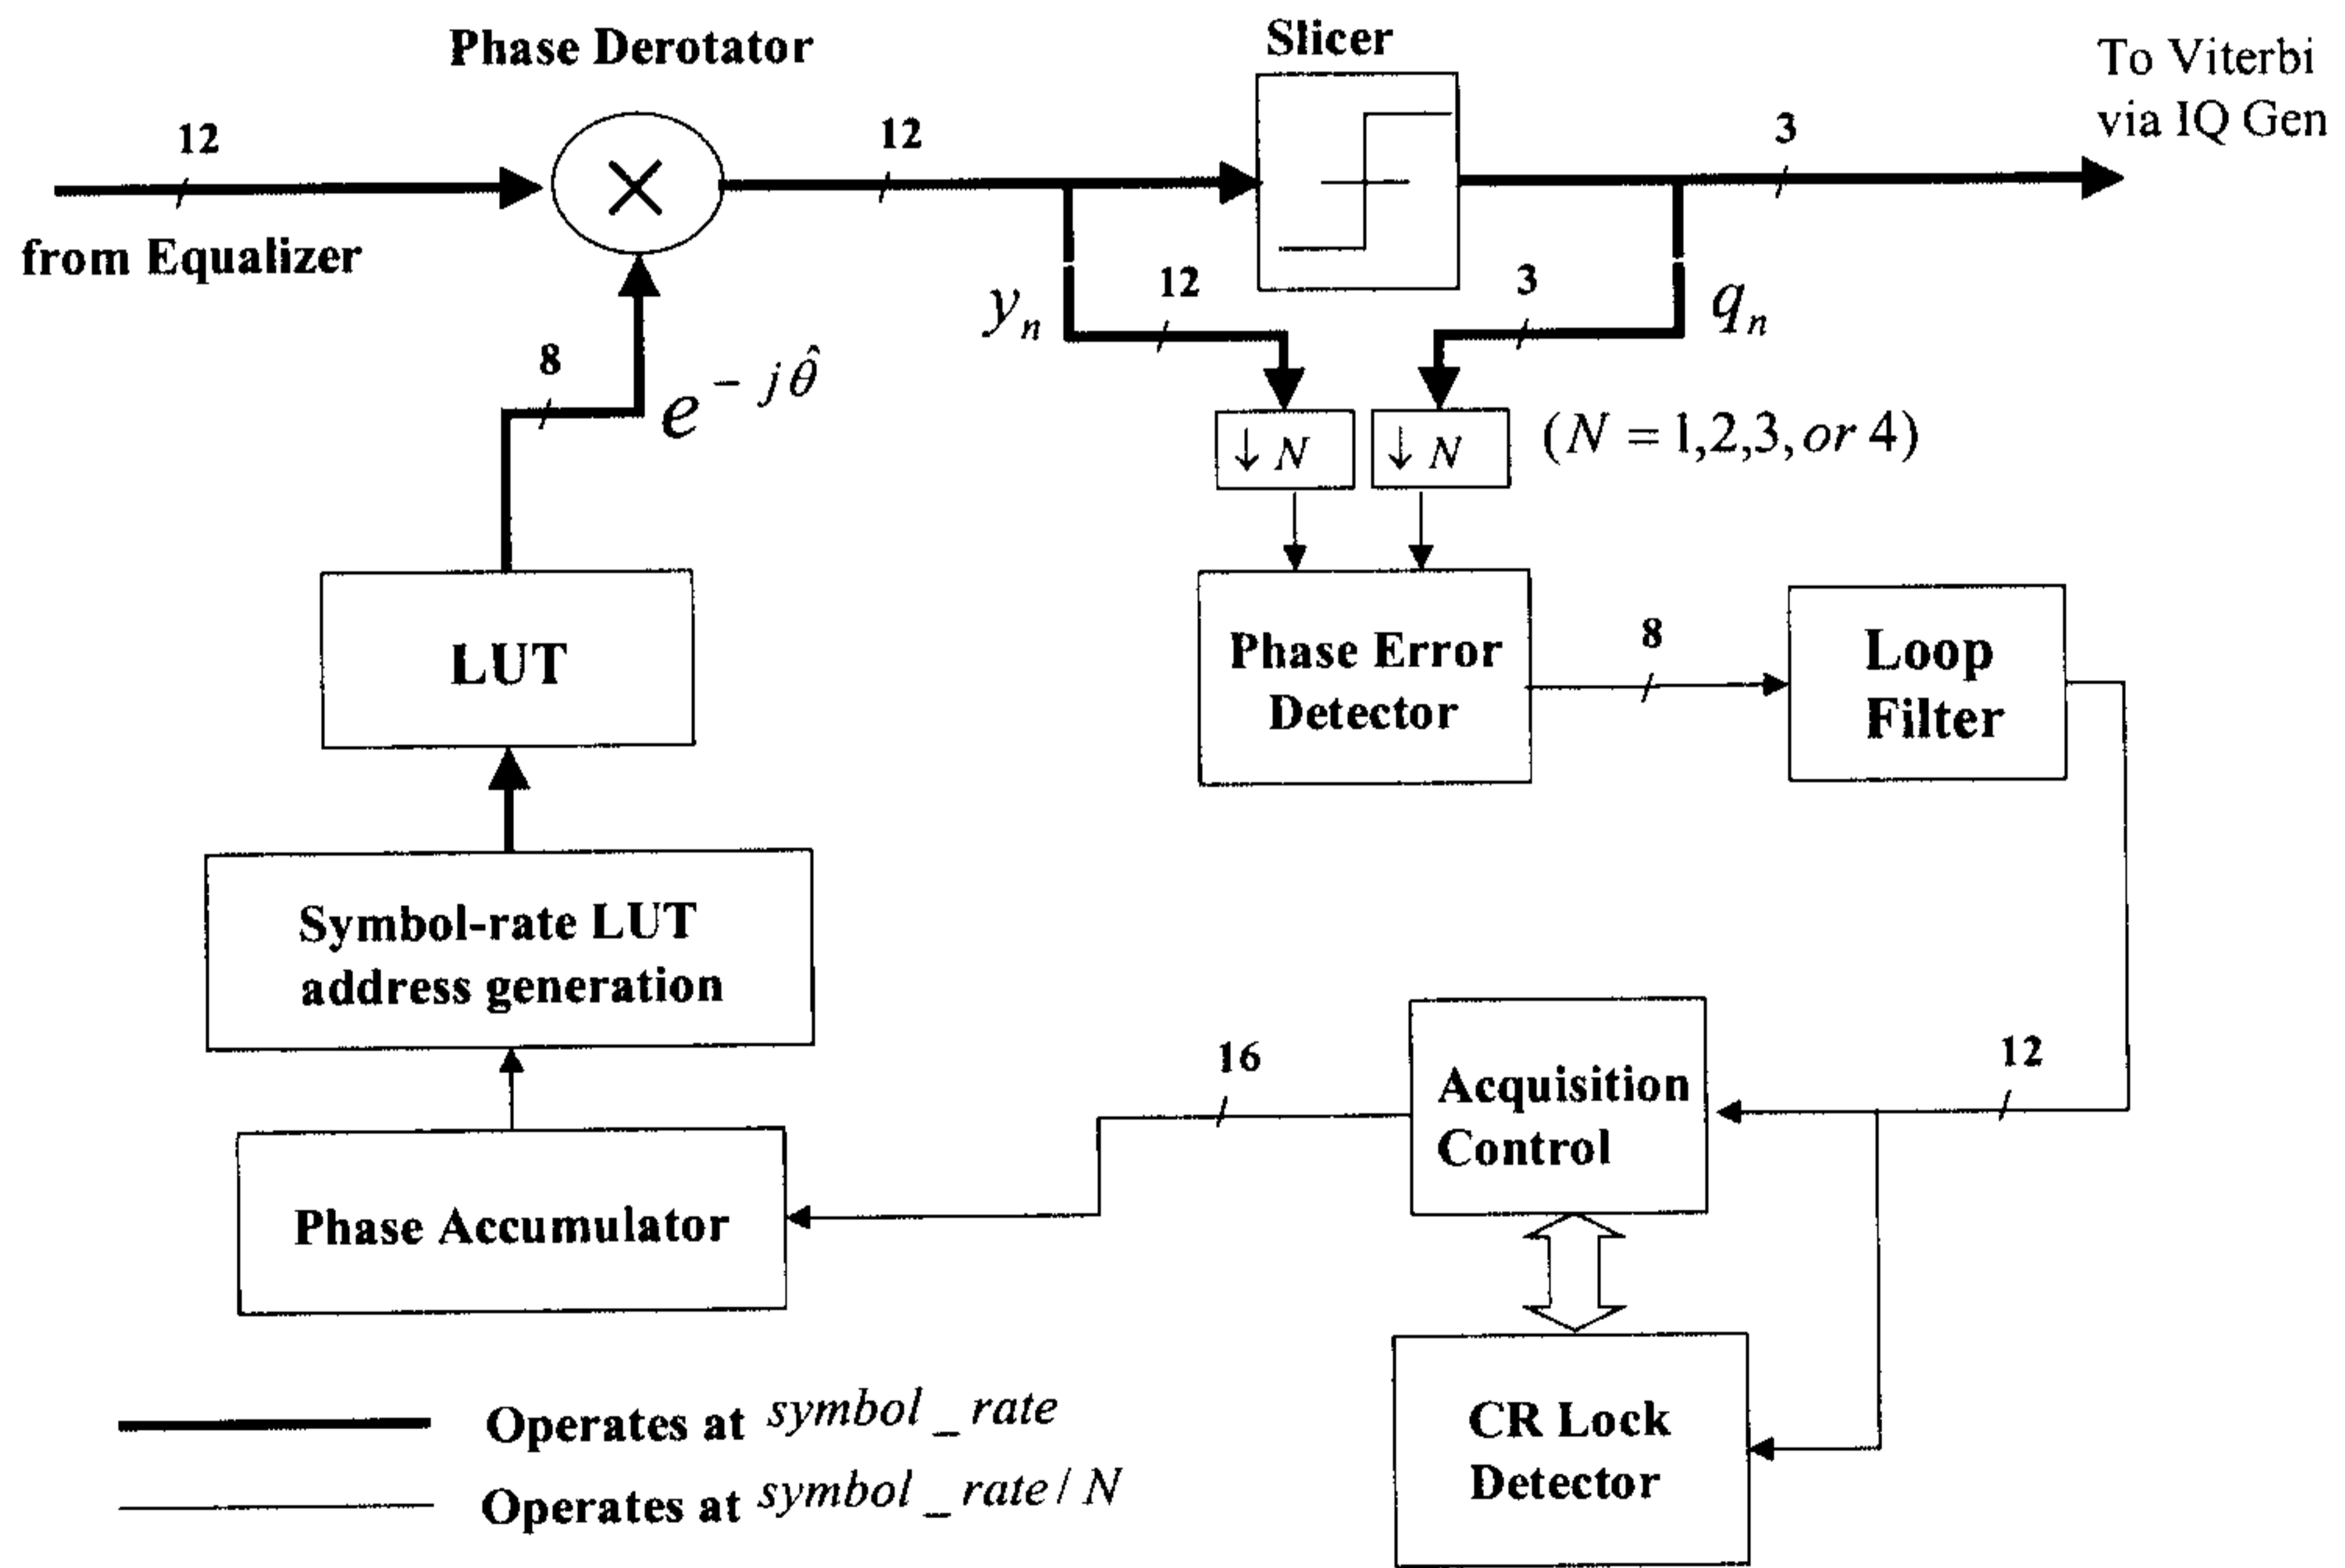 Phase Derotator
Slicer
To Viterbi
via IQ Gen
12
12
3
from Equalizer
12
3
y_n
q_n
8
e^{-jθ̂}
↓ N
↓ N
(N = 1,2,3, or 4)
LUT
Phase Error
Detector
8
Loop
Filter
Symbol-rate LUT
address generation
16
Acquisition
Control
12
Phase Accumulator
CR Lock
Detector
Operates at symbol_rate
Operates at symbol_rate / N